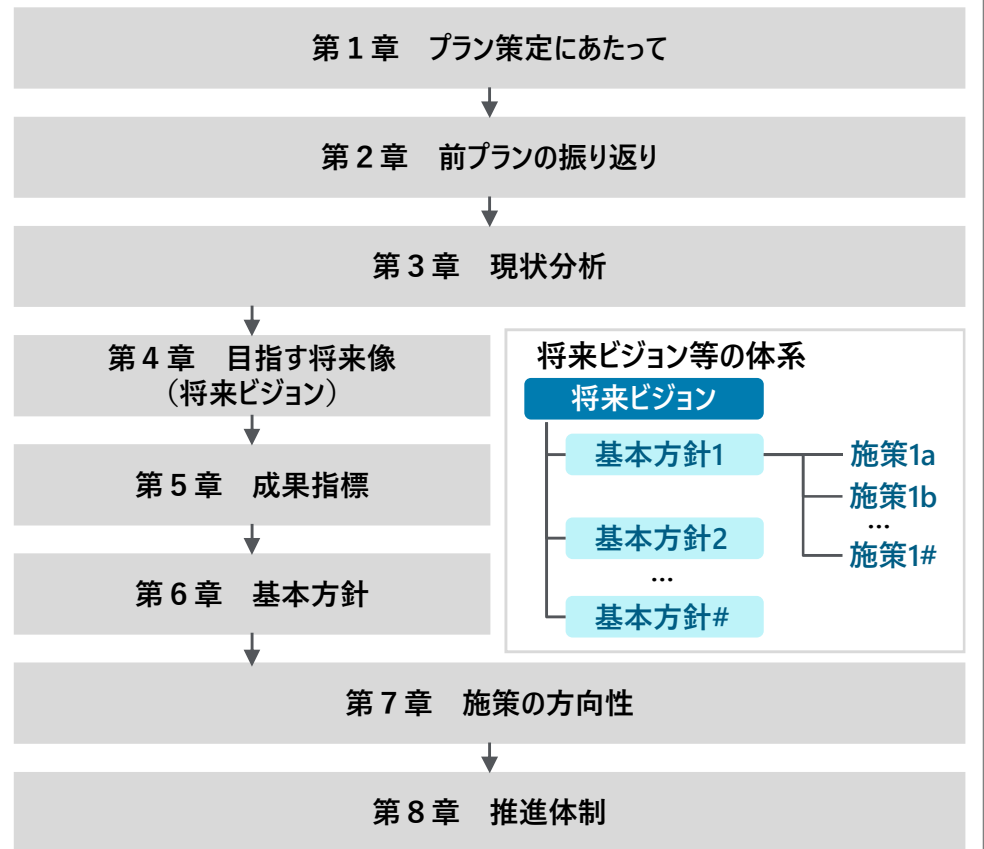 第１章　プラン策定にあたって
第２章　前プランの振り返り
第３章　現状分析
第４章　目指す将来像
（将来ビジョン）
第５章　成果指標
第６章　基本方針
将来ビジョン等の体系
将来ビジョン
基本方針1
施策1a
施策1b
…
施策1#
基本方針2
…
基本方針#
第７章　施策の方向性
第８章　推進体制